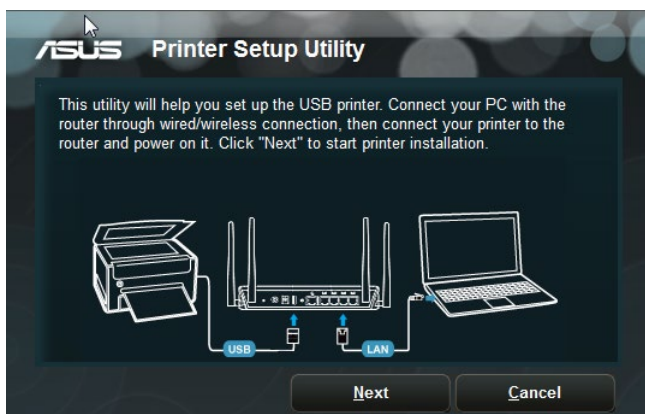 ASUS Printer Setup Utility
This utility will help you set up the USB printer. Connect your PC with the
router through wired/wireless connection, then connect your printer to the
router and power on it. Click "Next" to start printer installation.
USB
LAN
Next
Cancel